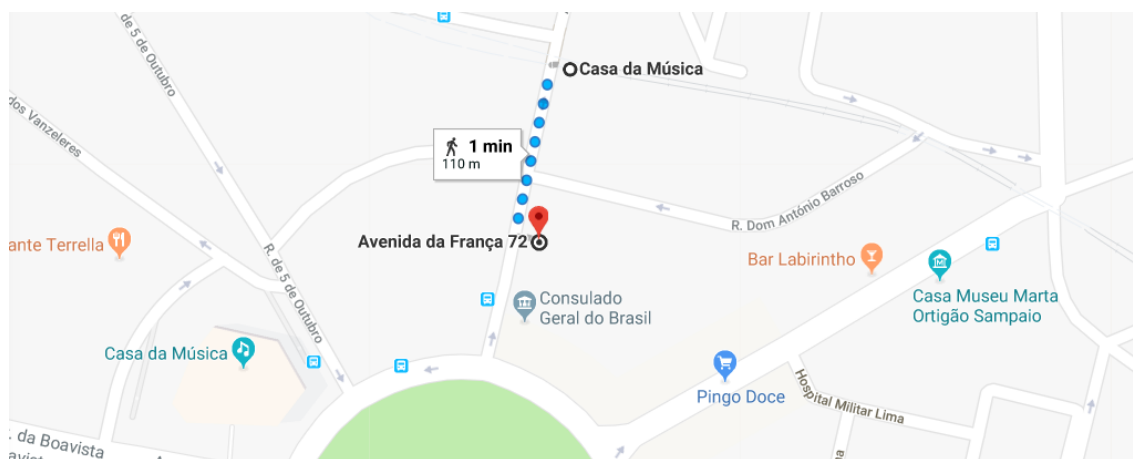 R. de 5 de Outubro
Casa da Música
dos Vanzeleres
1 min
110 m
R. Dom António Barroso
ante Terrella
Avenida da França 72
Bar Labirintho
R. de 5 de Outubro
Consulado
Geral do Brasil
Casa Museu Marta
Ortigão Sampaio
Casa da Música
Pingo Doce
Hospital Militar Lima
. da Boavista